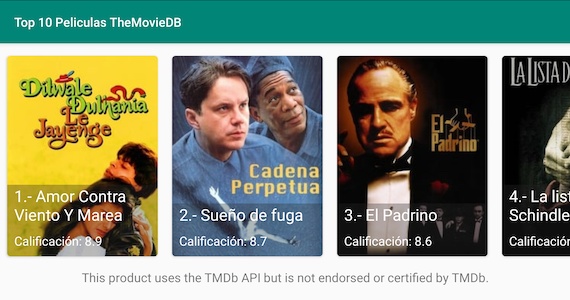 Top 10 Peliculas TheMovieDB
Dilwale
Dulhania
Le
Jayenge
1.- Amor Contra
Viento Y Marea
Calificación: 8.9
Cadena
Perpetua
2.- Sueño de fuga
Calificación: 8.7
El
Padrino
3.- El Padrino
Calificación: 8.6
LA LISTA D
4.- La list
Schindle
Calificación
This product uses the TMDb API but is not endorsed or certified by TMDb.